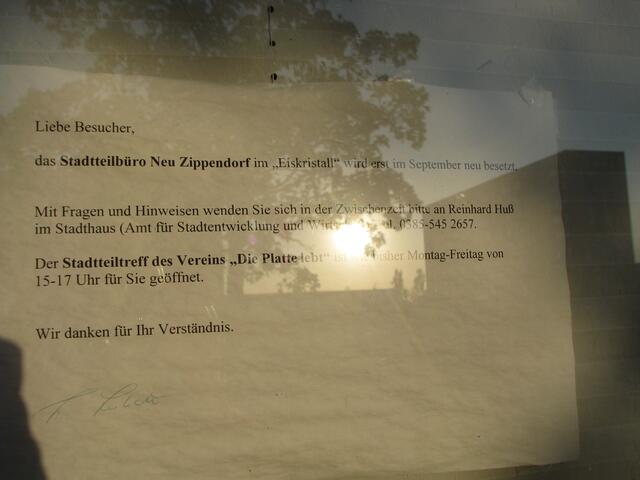 Liebe Besucher,
das Stadtteilbüro Neu Zippendorf im „Eiskristall“ wird erst im September neu besetzt.
Mit Fragen und Hinweisen wenden Sie sich in der Zwischenzeit bitte an Reinhard Huß
im Stadthaus (Amt für Stadtentwicklung und 0385-545 2657.
Der Stadtteiltreff des Vereins „Die Platte lebt“ ist wie bisher Montag-Freitag von
15-17 Uhr für Sie geöffnet.
Wir danken für Ihr Verständnis.